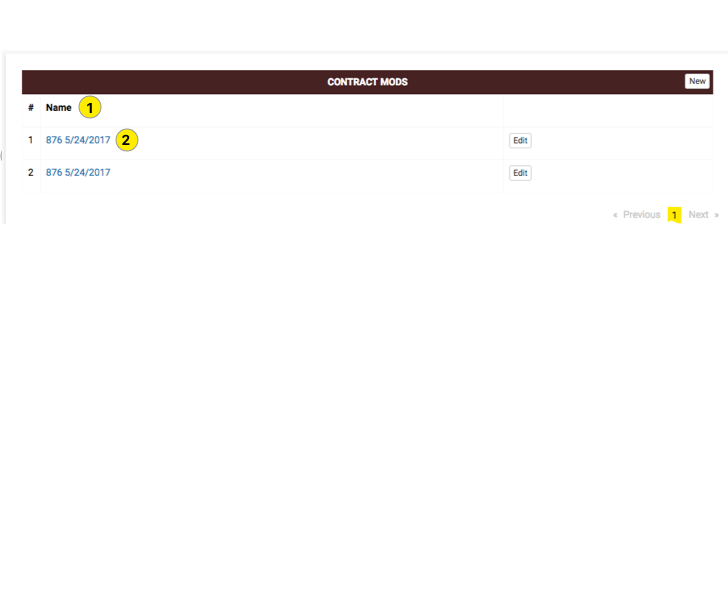 CONTRACT MODS New
# Name 1
1 876 5/24/2017 2 Edit
2 876 5/24/2017 Edit
« Previous 1 Next »